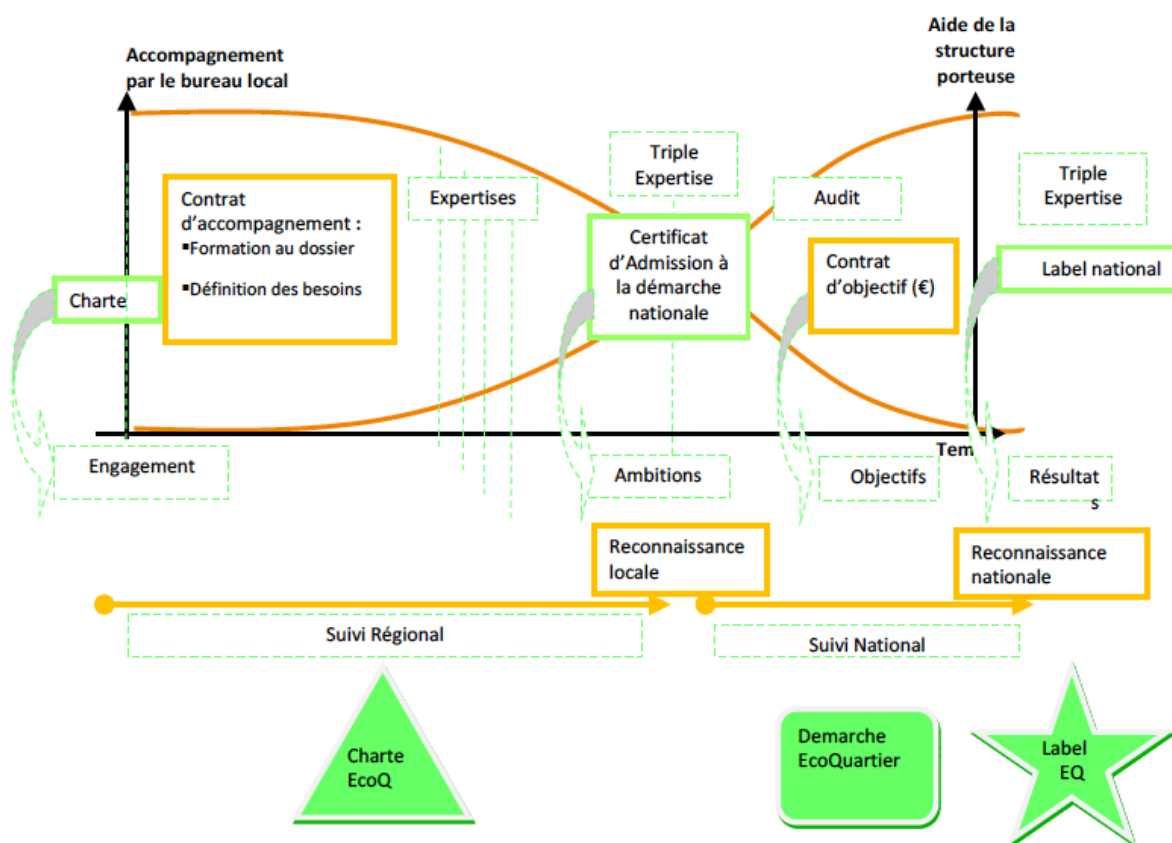 Accompagnement
par le bureau local
Aide de la
structure
porteuse
Contrat
d'accompagnement :
▪Formation au dossier
▪Définition des besoins
Expertises
Triple
Expertise
Audit
Triple
Expertise
Charte
Certificat
d'Admission à
la démarche
nationale
Contrat
d'objectif (€)
Label national
Tem
Engagement
Ambitions
Objectifs
Résultat
s
Reconnaissance
locale
Reconnaissance
nationale
Suivi Régional
Suivi National
Charte
EcoQ
Demarche
EcoQuartier
Label
EQ